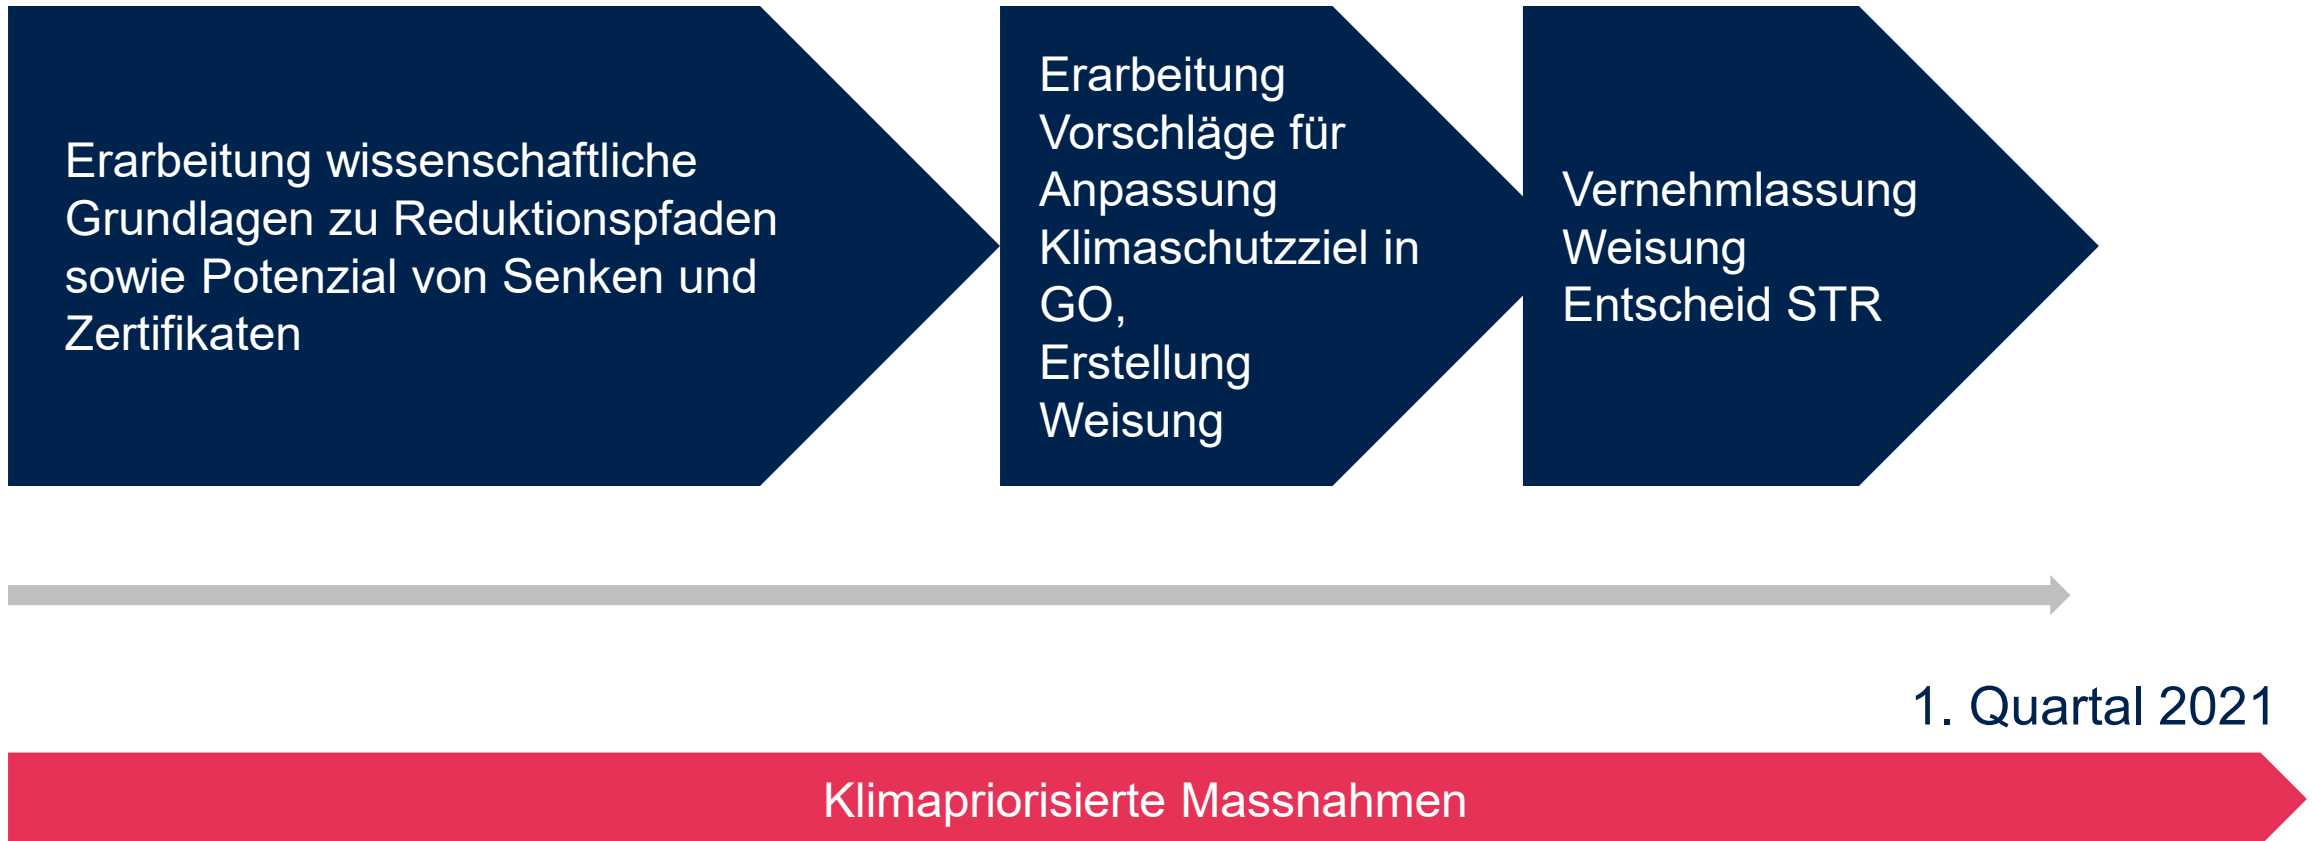 Erarbeitung wissenschaftliche
Grundlagen zu Reduktionspfaden
sowie Potenzial von Senken und
Zertifikaten
Erarbeitung
Vorschläge für
Anpassung
Klimaschutzziel in
GO,
Erstellung
Weisung
Vernehmlassung
Weisung
Entscheid STR
1. Quartal 2021
Klimapriorisierte Massnahmen